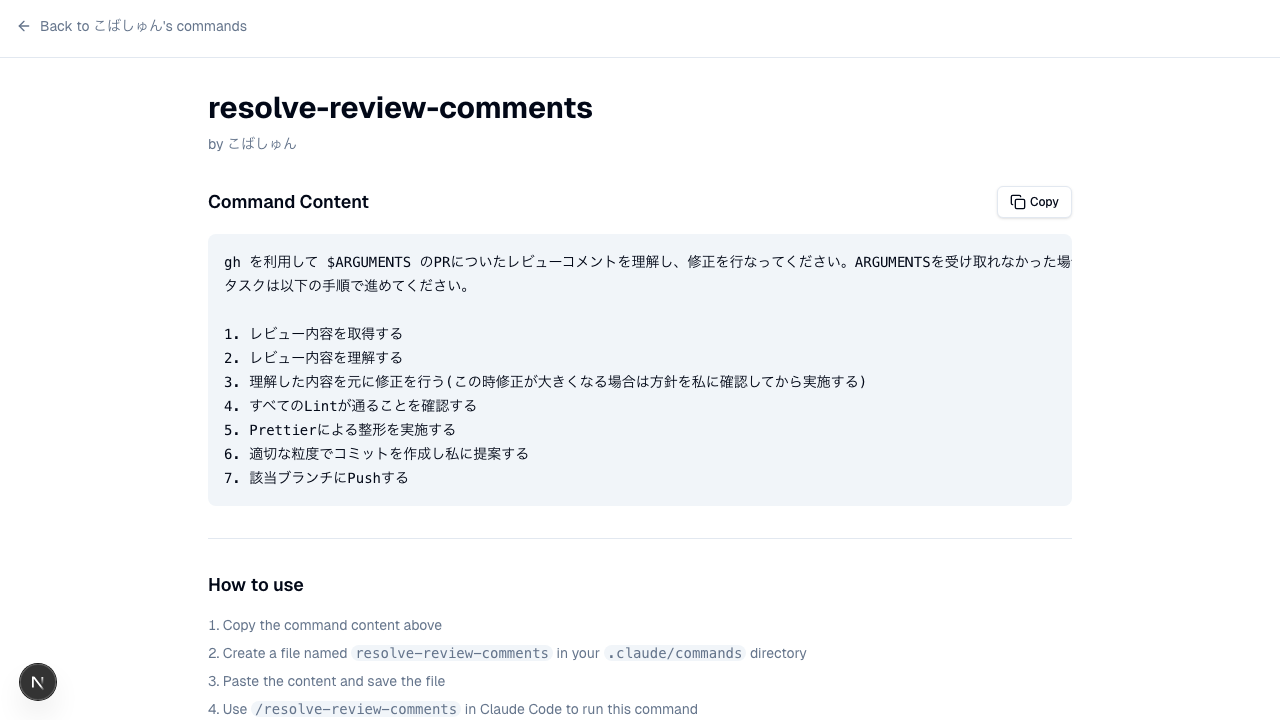 Back to こばしゅん's commands
resolve-review-comments
by こばしゅん
Command Content
Copy
gh を利用して $ARGUMENTS のPRについたレビューコメントを理解し、修正を行なってください。ARGUMENTSを受け取れなかった場
タスクは以下の手順で進めてください。
1. レビュー内容を取得する
2. レビュー内容を理解する
3. 理解した内容を元に修正を行う(この時修正が大きくなる場合は方針を私に確認してから実施する)
4. すべてのLintが通ることを確認する
5. Prettierによる整形を実施する
6. 適切な粒度でコミットを作成し私に提案する
7. 該当ブランチにPushする
How to use
1. Copy the command content above
2. Create a file named resolve-review-comments in your .claude/commands directory
3. Paste the content and save the file
4. Use /resolve-review-comments in Claude Code to run this command
N